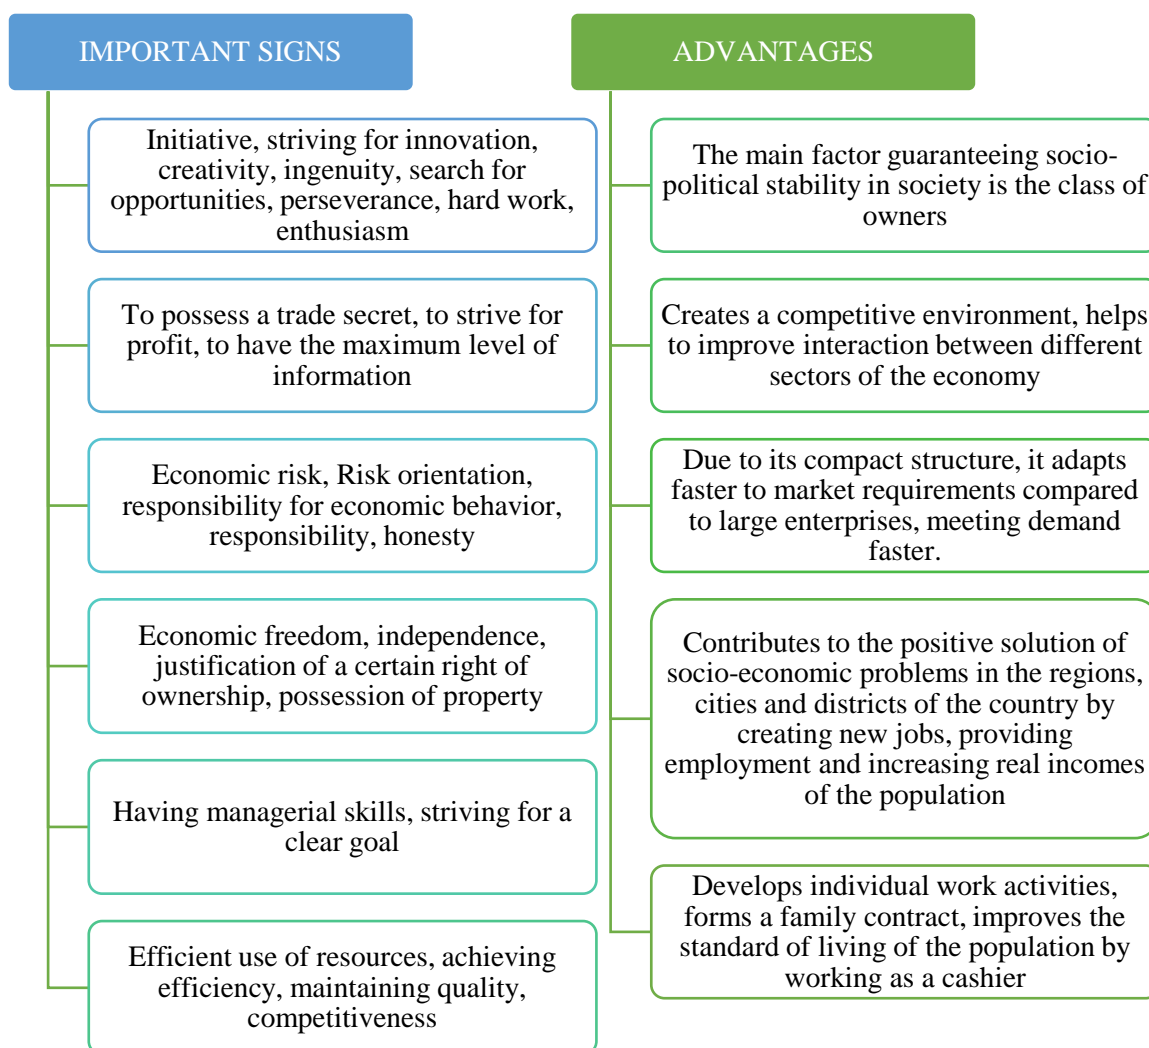 IMPORTANT SIGNS
Initiative, striving for innovation,
creativity, ingenuity, search for
opportunities, perseverance, hard work,
enthusiasm
To possess a trade secret, to strive for
profit, to have the maximum level of
information
Economic risk, Risk orientation,
responsibility for economic behavior,
responsibility, honesty
Economic freedom, independence,
justification of a certain right of
ownership, possession of property
Having managerial skills, striving for a
clear goal
Efficient use of resources, achieving
efficiency, maintaining quality,
competitiveness
ADVANTAGES
The main factor guaranteeing socio-
political stability in society is the class of
owners
Creates a competitive environment, helps
to improve interaction between different
sectors of the economy
Due to its compact structure, it adapts
faster to market requirements compared
to large enterprises, meeting demand
faster.
Contributes to the positive solution of
socio-economic problems in the regions,
cities and districts of the country by
creating new jobs, providing
employment and increasing real incomes
of the population
Develops individual work activities,
forms a family contract, improves the
standard of living of the population by
working as a cashier